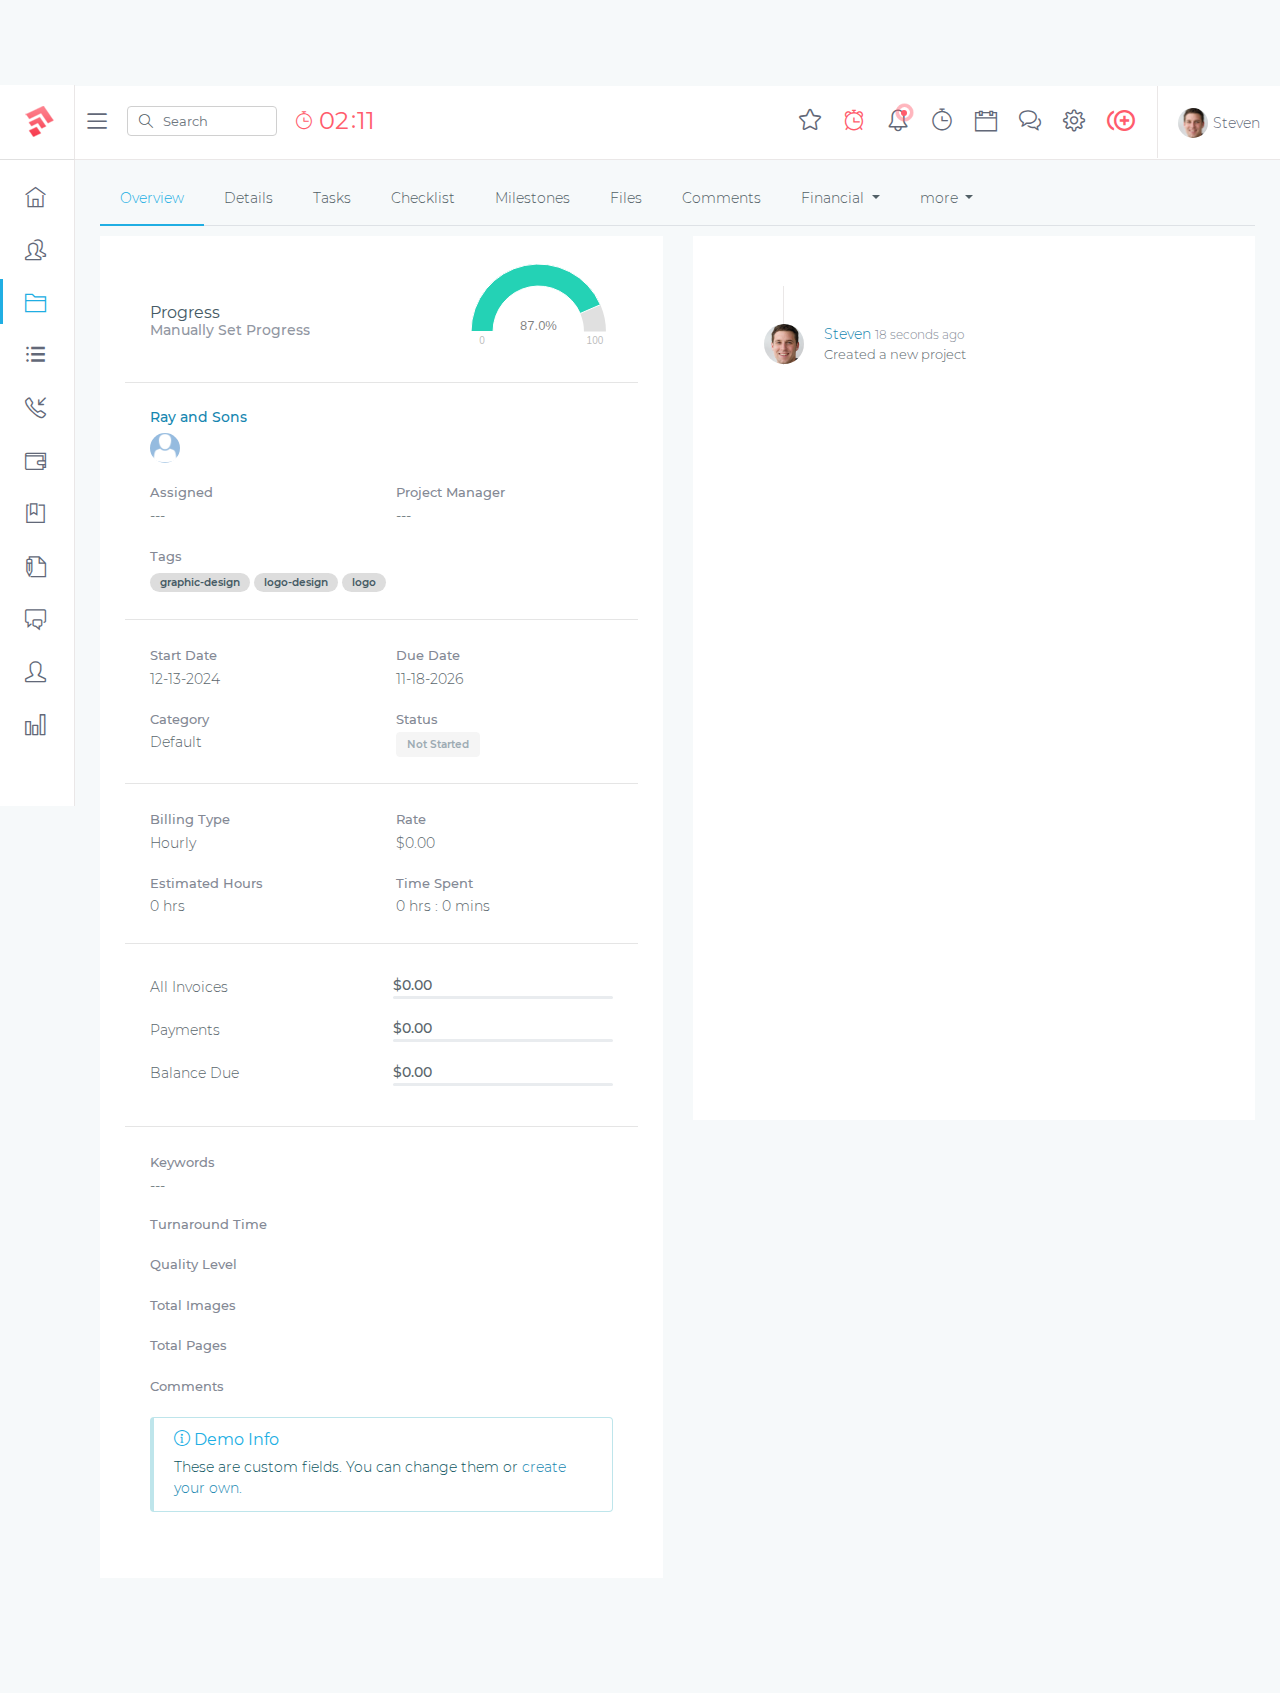 Search
02:11
Steven
Overview
Details
Tasks
Checklist
Milestones
Files
Comments
Financial
more
Progress
Manually Set Progress
87.0%
0
100
Ray and Sons
Assigned
Project Manager
---
---
Tags
graphic-design
logo-design
logo
Start Date
Due Date
12-13-2024
11-18-2026
Category
Status
Default
Not Started
Billing Type
Rate
Hourly
$0.00
Estimated Hours
Time Spent
0 hrs
0 hrs : 0 mins
All Invoices
$0.00
Payments
$0.00
Balance Due
$0.00
Keywords
---
Turnaround Time
Quality Level
Total Images
Total Pages
Comments
Demo Info
These are custom fields. You can change them or create
your own.
Steven 18 seconds ago
Created a new project